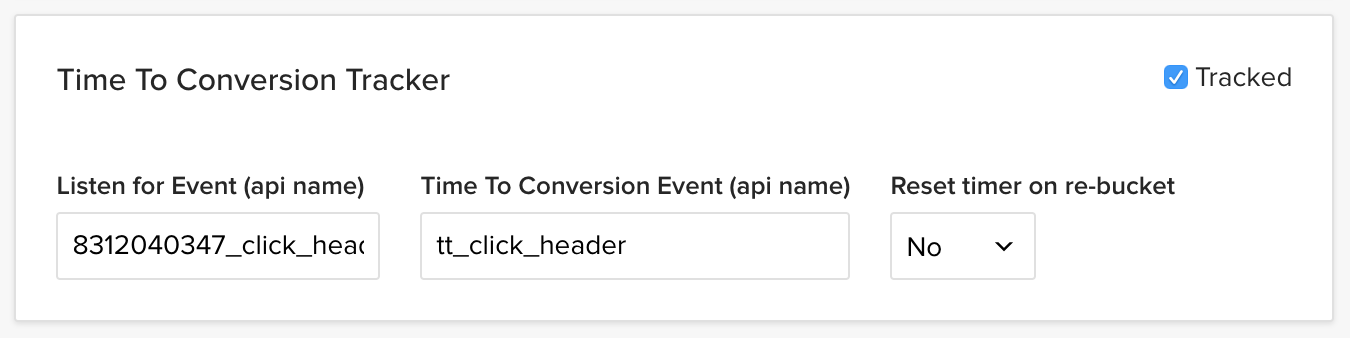 Time To Conversion Tracker
Tracked
Listen for Event (api name)
Time To Conversion Event (api name)
Reset timer on re-bucket
8312040347_click_head
tt_click_header
No